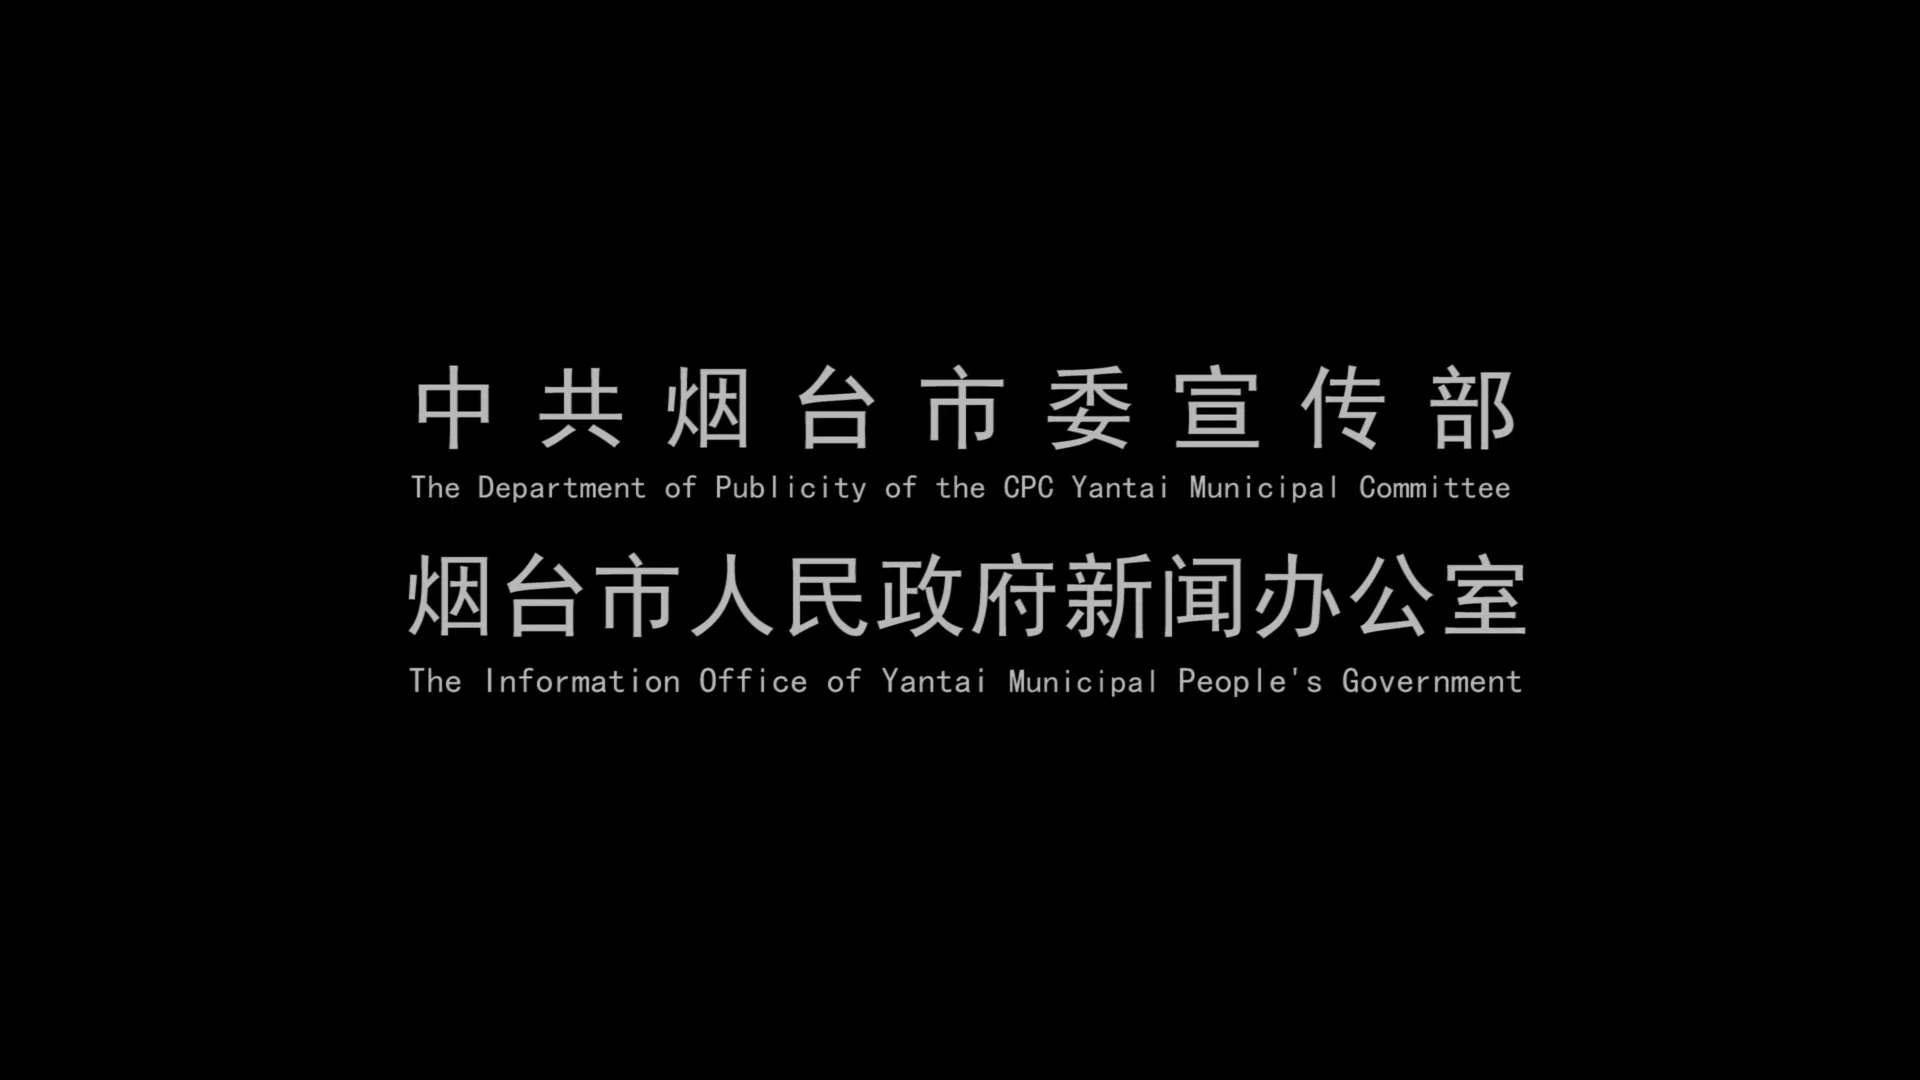 中共烟台市委宣传部
The Department of Publicity of the CPC Yantai Municipal Committee
烟台市人民政府新闻办公室
The Information Office of Yantai Municipal People's Government